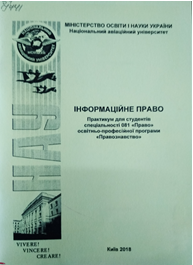 МІНІСТЕРСТВО ОСВІТИ І НАУКИ УКРАЇНИ
Національний авіаційний університет
НАУ
ІНФОРМАЦІЙНЕ ПРАВО
Практикум для студентів
спеціальності 081 «Право»
освітньо-професійної програми
«Правознавство»
VIVERE!
VINCERE!
CREARE!
Київ 2018